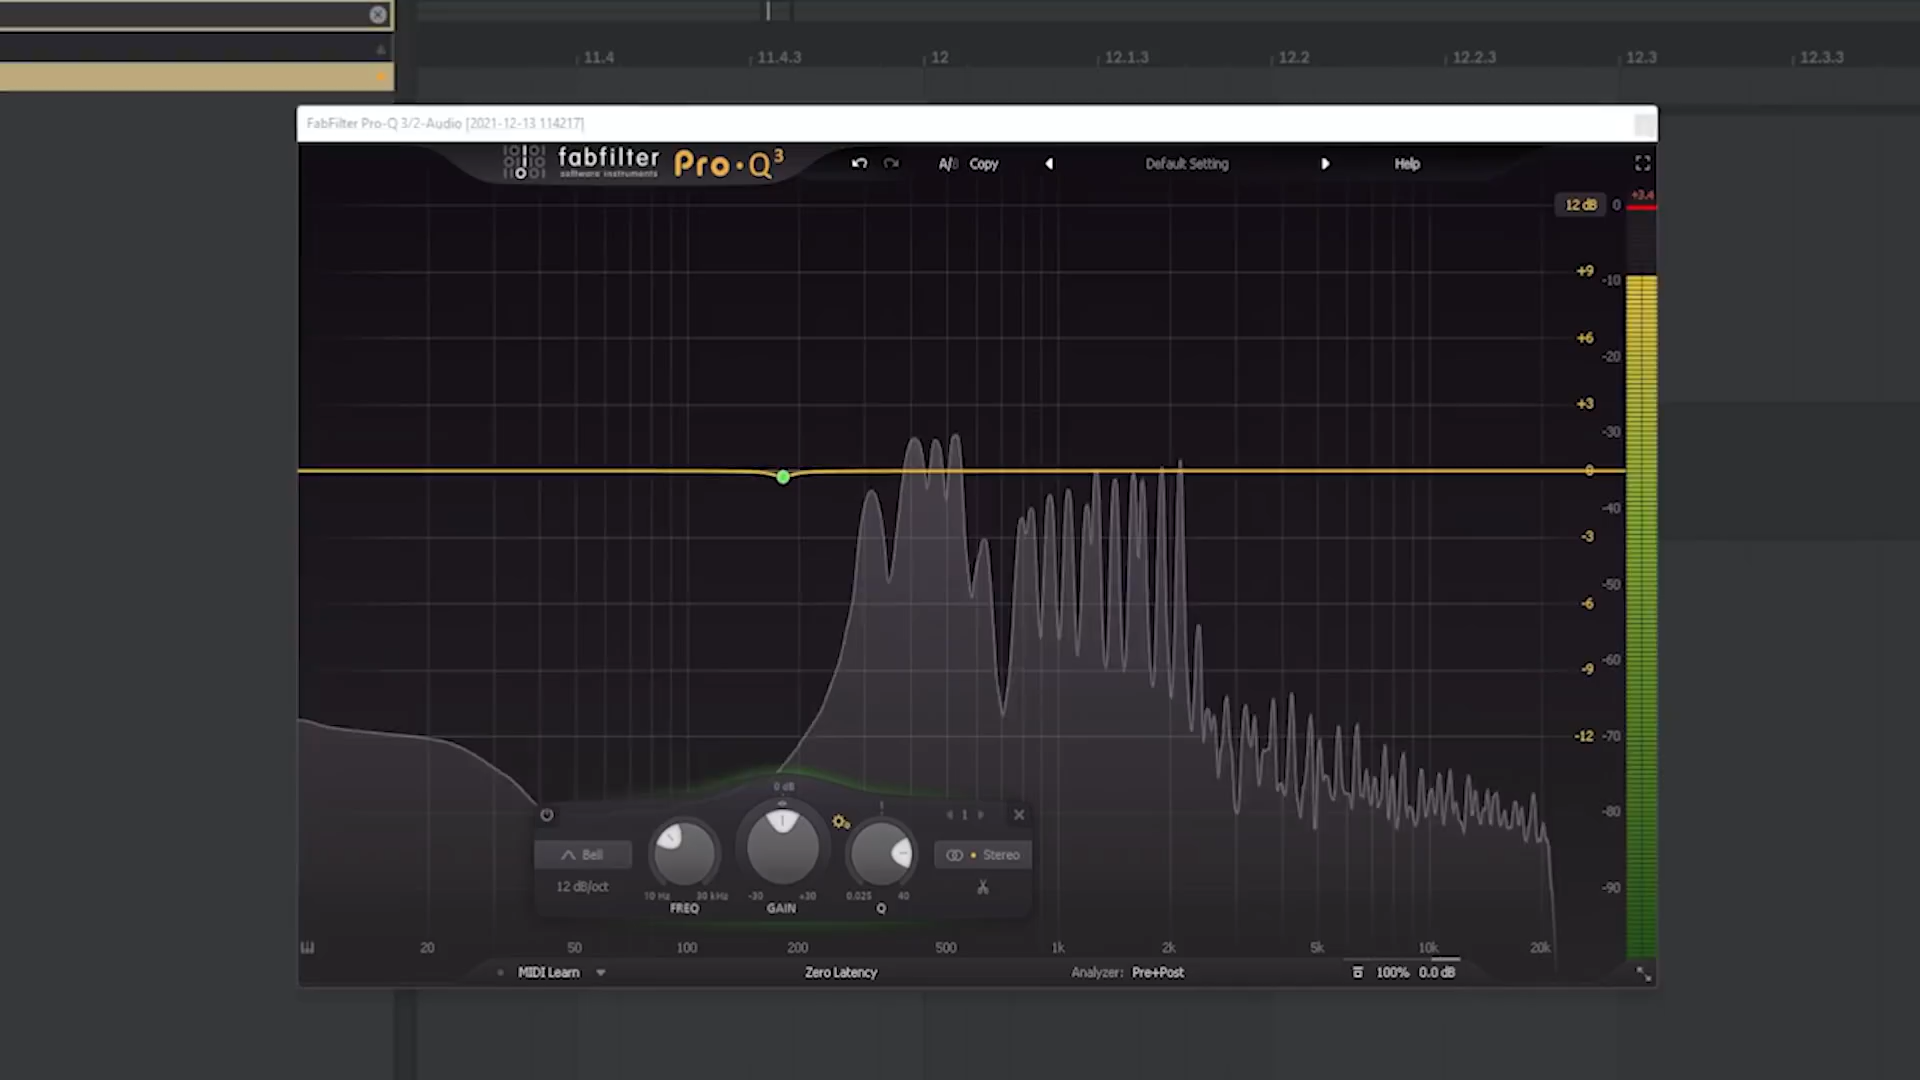 11.4 11.4.3 12 12.1.3 12.2 12.2.3 12.3 12.3.3
FabFilter Pro-Q 3/2-Audio [2021-12-13 114217]
fabfilter
software instruments
Pro·Q3
A/B Copy Default Setting Help
12 dB 0 +3.4
+9 -10
+6 -20
+3 -30
0
-40
-3
-50
-6
-60
-9
-12 -70
-80
-90
0 dB
1
Bell
12 dB/oct
10 Hz 30 kHz
FREQ
-30 +30
GAIN
0.025 40
Q
Stereo
20 50 100 200 500 1k 2k 5k 10k 20k
MIDI Learn Zero Latency Analyzer: Pre+Post 100% 0.0 dB